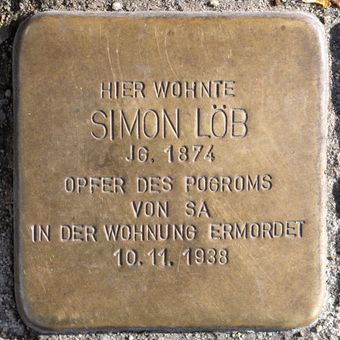 HIER WOHNTE
SIMON LÖB
JG. 1874
OPFER DES POGROMS
VON SA
IN DER WOHNUNG ERMORDET
10.11.1938